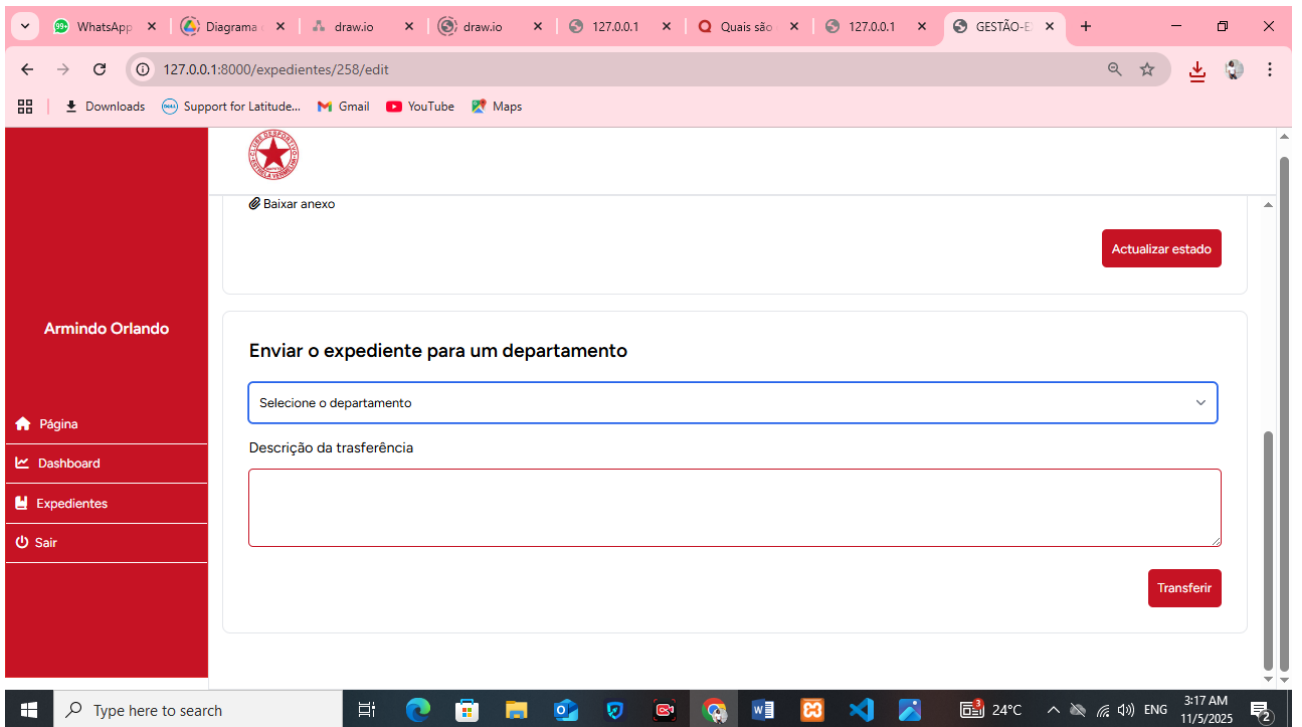 WhatsApp
Diagrama
draw.io
draw.io
127.0.0.1
Quais são
127.0.0.1
GESTÃO-E
127.0.0.1:8000/expedientes/258/edit
Downloads
Support for Latitude...
Gmail
YouTube
Maps
Baixar anexo
Actualizar estado
Armindo Orlando
Enviar o expediente para um departamento
Selecione o departamento
Página
Descrição da trasferência
Dashboard
Expedientes
Sair
Transferir
Type here to search
24°C
ENG
3:17 AM
11/5/2025